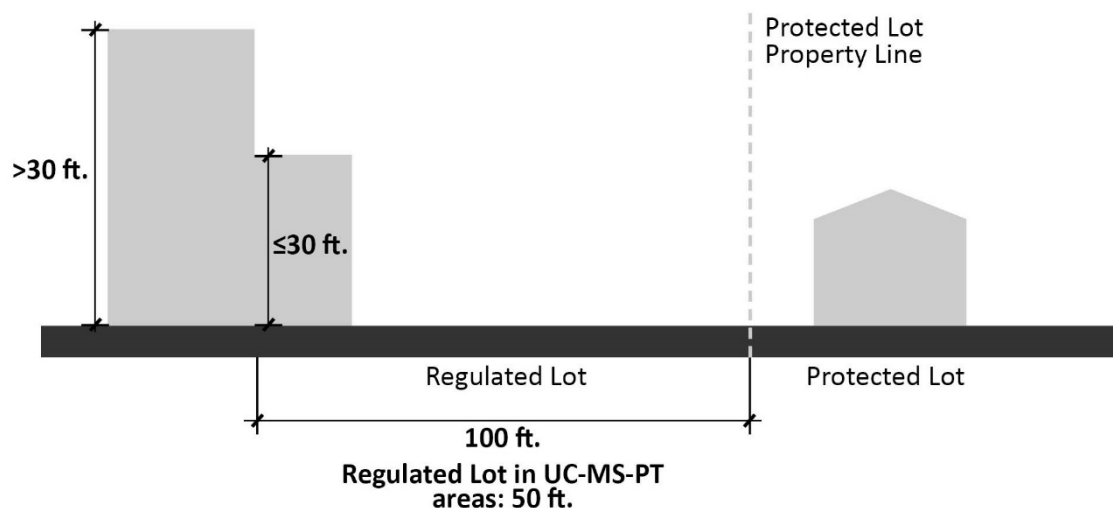 Protected Lot
Property Line
>30 ft.
≤30 ft.
Regulated Lot
Protected Lot
100 ft.
Regulated Lot in UC-MS-PT
areas: 50 ft.